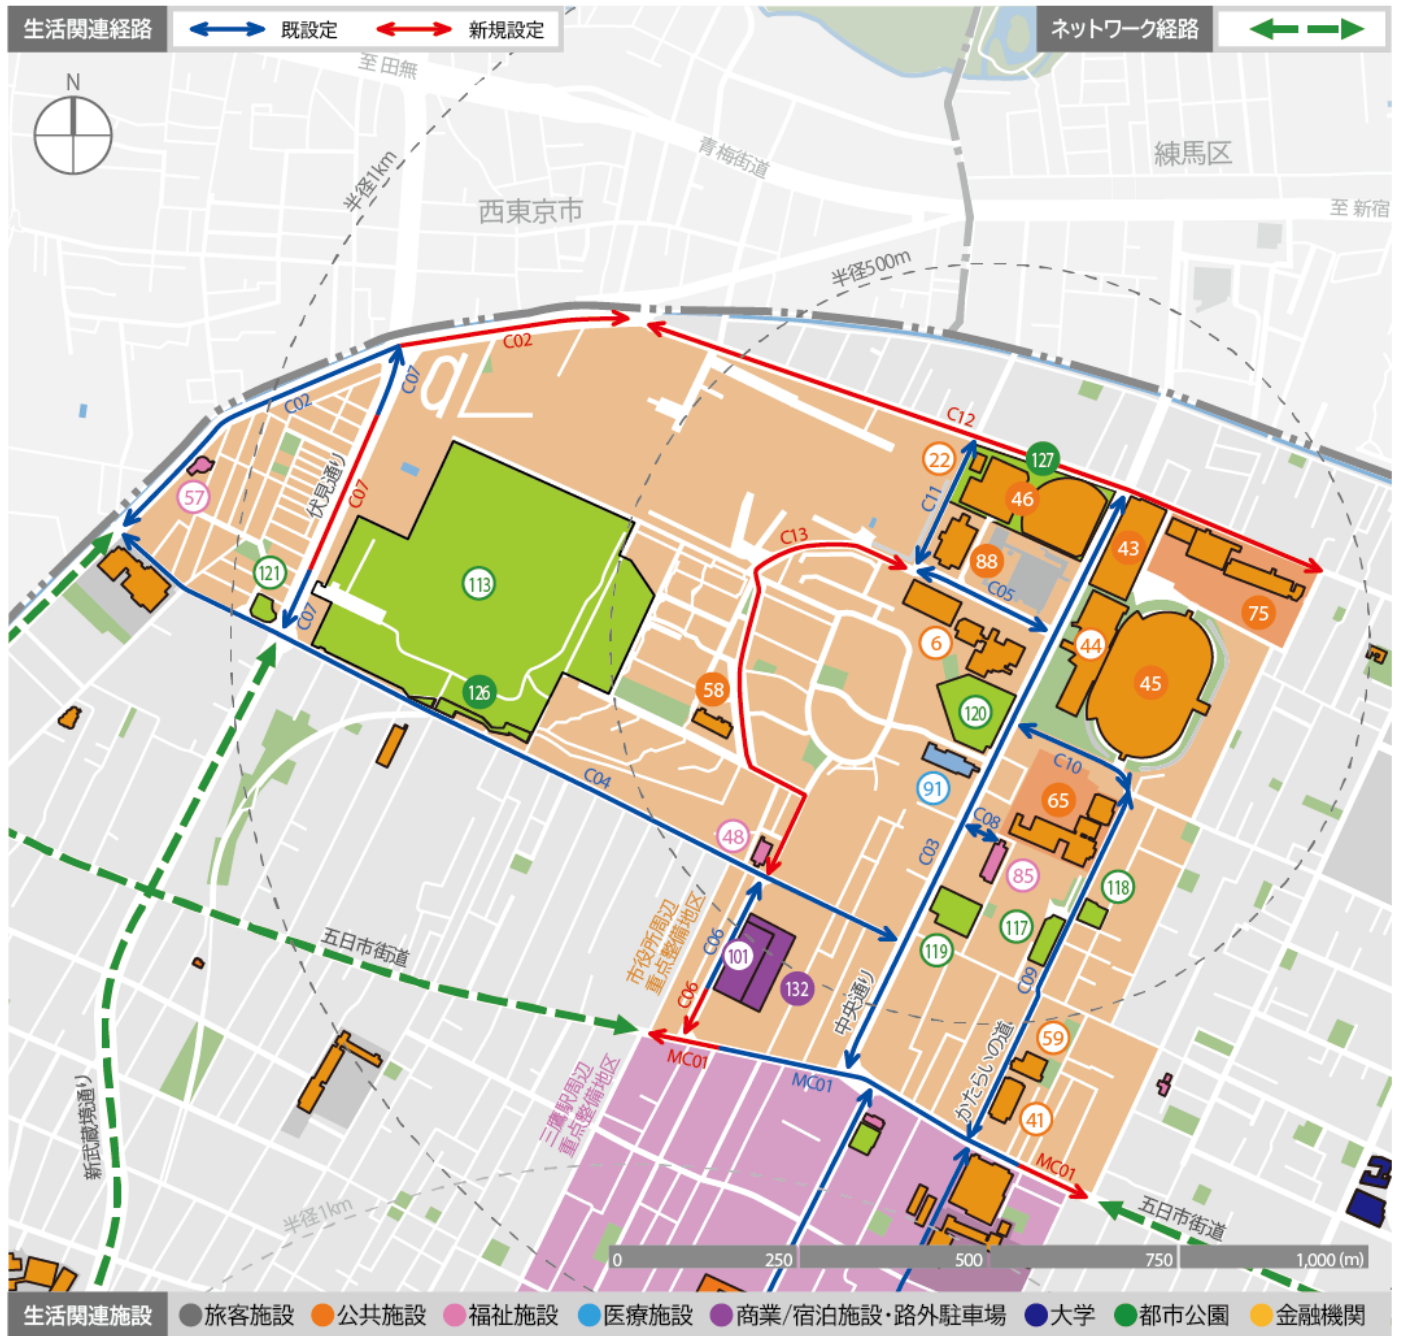 生活関連経路
既設定
新規設定
ネットワーク経路
N
至 田無
半径1km
青梅街道
練馬区
西東京市
至 新宿
半径500m
C02
C07
C02
C12
22
127
伏見通り
57
C07
C11
46
C13
43
88
121
113
C05
75
C07
6
44
58
45
126
120
C10
C04
91
65
48
C08
C03
85
118
市役所周辺
重点整備地区
117
119
五日市街道
C06
101
132
C09
C06
中央通り
かたらいの道
59
MC01
MC01
三鷹駅周辺
重点整備地区
新武蔵境通り
41
MC01
半径1km
五日市街道
0
250
500
750
1,000 (m)
生活関連施設
旅客施設
公共施設
福祉施設
医療施設
商業/宿泊施設・路外駐車場
大学
都市公園
金融機関